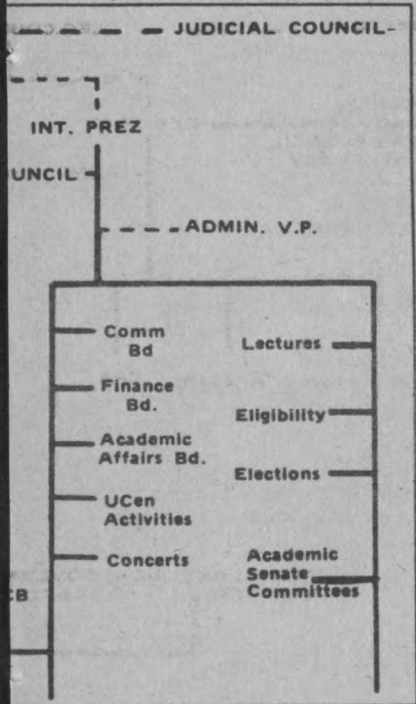 JUDICIAL COUNCIL-
INT. PREZ
UNCIL
ADMIN. V.P.
Comm
Bd
Finance
Bd.
Academic
Affairs Bd.
UCen
Activities
Concerts
CB
Lectures
Eligibility
Elections
Academic
Senate
Committees